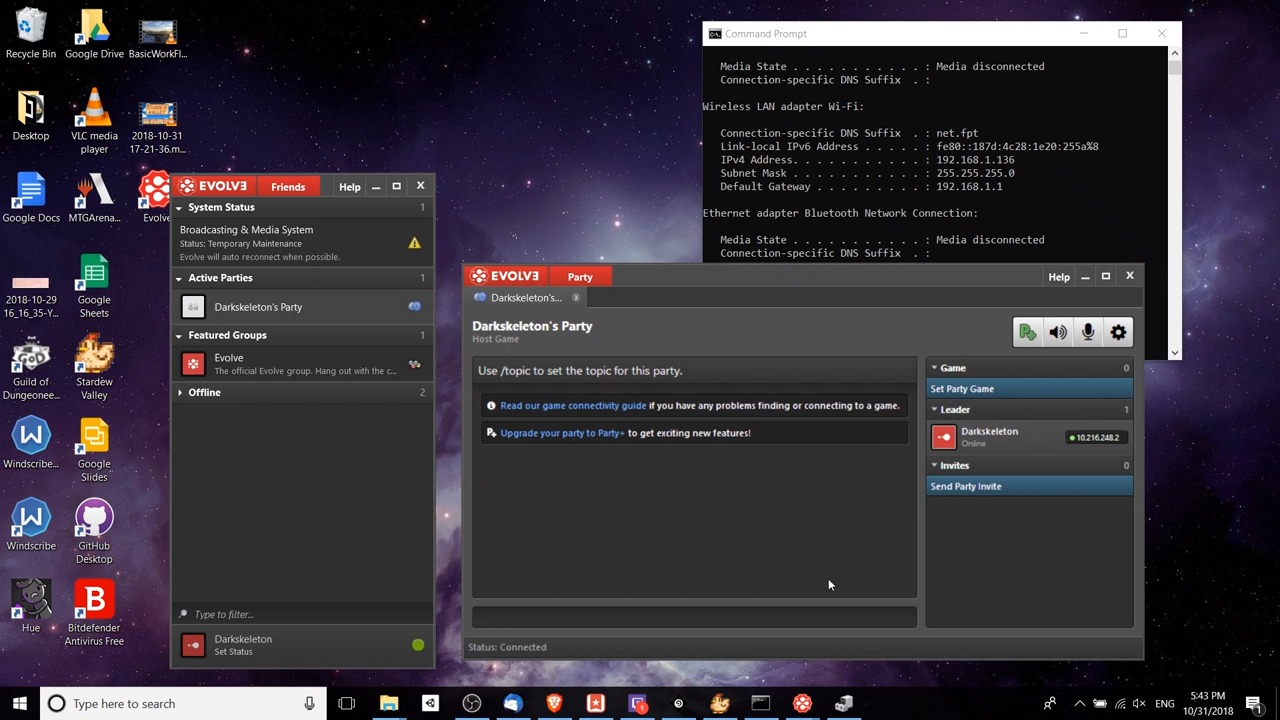 Recycle Bin
Google Drive
BasicWorkFl...
Desktop
VLC media
player
2018-10-31
17-21-36.m...
Google Docs
MTGArena...
Evolve
2018-10-29
16_16_35-Y...
Google
Sheets
Guild of
Dungeonee...
Stardew
Valley
Windscribe...
Google
Slides
Windscribe
GitHub
Desktop
Hue
Bitdefender
Antivirus Free
EVOLVE
Friends
Help
System Status
1
Broadcasting & Media System
Status: Temporary Maintenance
Evolve will auto reconnect when possible.
Active Parties
1
Darkskeleton's Party
Featured Groups
1
Evolve
The official Evolve group. Hang out with the c...
Offline
2
Type to filter...
Darkskeleton
Set Status
Command Prompt
Media State . . . . . . . . . . . : Media disconnected
Connection-specific DNS Suffix  . :
Wireless LAN adapter Wi-Fi:
Connection-specific DNS Suffix  . : net.fpt
Link-local IPv6 Address . . . . . : fe80::187d:4c28:1e20:255a%8
IPv4 Address. . . . . . . . . . . : 192.168.1.136
Subnet Mask . . . . . . . . . . . : 255.255.255.0
Default Gateway . . . . . . . . . : 192.168.1.1
Ethernet adapter Bluetooth Network Connection:
Media State . . . . . . . . . . . : Media disconnected
Connection-specific DNS Suffix  . :
EVOLVE
Party
Help
Darkskeleton's...
Darkskeleton's Party
Host Game
Use /topic to set the topic for this party.
Read our game connectivity guide if you have any problems finding or connecting to a game.
Upgrade your party to Party+ to get exciting new features!
Game
0
Set Party Game
Leader
1
Darkskeleton
Online
10.216.248.2
Invites
0
Send Party Invite
Status: Connected
Type here to search
ENG
5:43 PM
10/31/2018
1